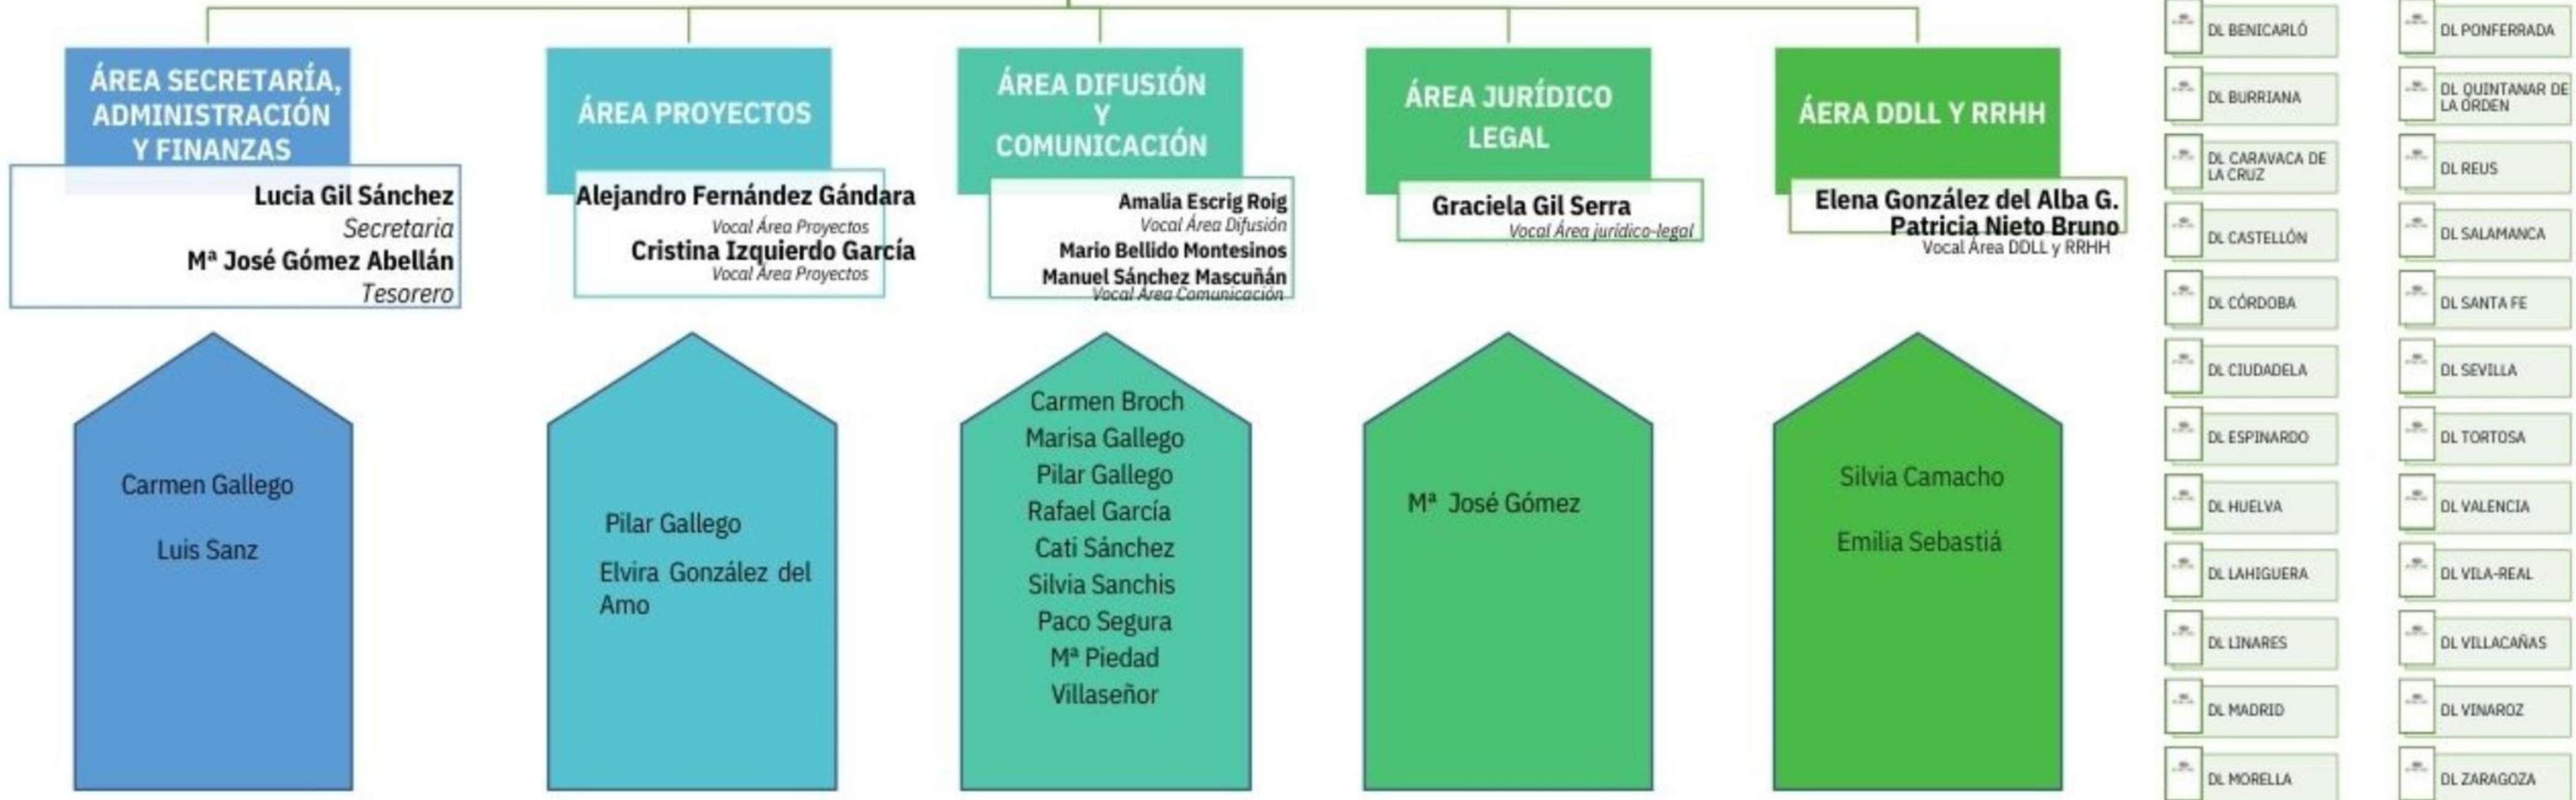 ÁREA SECRETARÍA,
ADMINISTRACIÓN
Y FINANZAS
Lucia Gil Sánchez
Secretaria
Mª José Gómez Abellán
Tesorero
Carmen Gallego
Luis Sanz
ÁREA PROYECTOS
Alejandro Fernández Gándara
Vocal Área Proyectos
Cristina Izquierdo García
Vocal Área Proyectos
Pilar Gallego
Elvira González del
Amo
ÁREA DIFUSIÓN
Y
COMUNICACIÓN
Amalia Escrig Roig
Vocal Área Difusión
Mario Bellido Montesinos
Manuel Sánchez Mascuñán
Vocal Área Comunicación
Carmen Broch
Marisa Gallego
Pilar Gallego
Rafael García
Cati Sánchez
Silvia Sanchis
Paco Segura
Mª Piedad
Villaseñor
ÁREA JURÍDICO
LEGAL
Graciela Gil Serra
Vocal Área jurídico-legal
Mª José Gómez
ÁERA DDLL Y RRHH
Elena González del Alba G.
Patricia Nieto Bruno
Vocal Área DDLL y RRHH
Silvia Camacho
Emilia Sebastiá
DL BENICARLÓ
DL BURRIANA
DL CARAVACA DE
LA CRUZ
DL CASTELLÓN
DL CÓRDOBA
DL CIUDADELA
DL ESPINARDO
DL HUELVA
DL LAHIGUERA
DL LINARES
DL MADRID
DL MORELLA
DL PONFERRADA
DL QUINTANAR DE
LA ORDEN
DL REUS
DL SALAMANCA
DL SANTA FE
DL SEVILLA
DL TORTOSA
DL VALENCIA
DL VILA-REAL
DL VILLACAÑAS
DL VINAROZ
DL ZARAGOZA